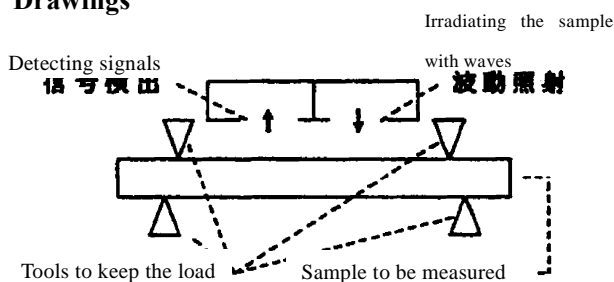 Drawings
Irradiating the sample
with waves
Detecting signals
信号検出
波動照射
Tools to keep the load
Sample to be measured